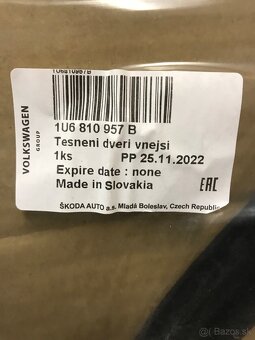 1U6810957 B
VOLKSWAGEN
GROUP
1U6 810 957 B
Tesneni dveri vnejsi
1ks PP 25.11.2022
Expire date : none
Made in Slovakia
EAC
ŠKODA AUTO a.s. Mladá Boleslav, Czech Republic
Bazos.sk